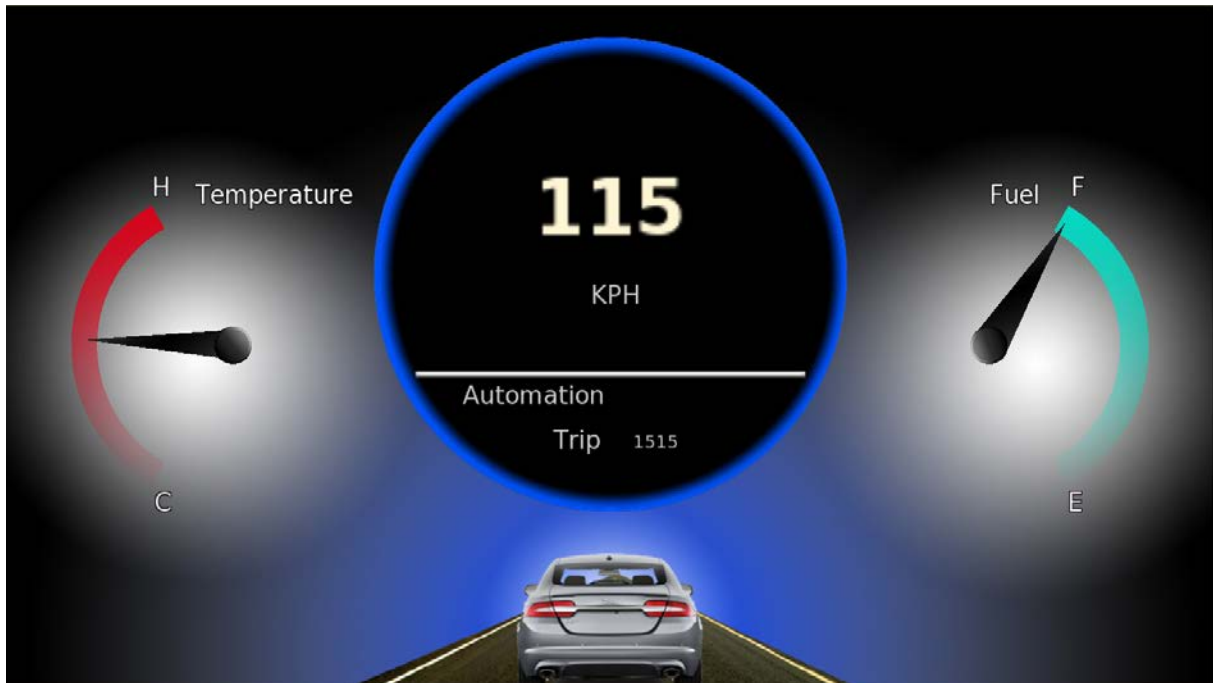 H Temperature
115
KPH
Automation
Trip 1515
C
Fuel F
E